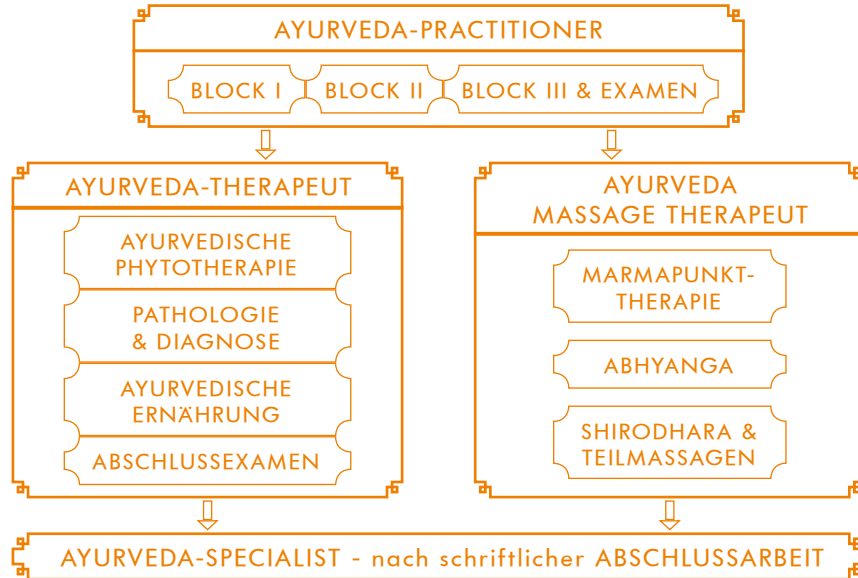 AYURVEDA-PRACTITIONER
BLOCK I
BLOCK II
BLOCK III & EXAMEN
AYURVEDA-THERAPEUT
AYURVEDISCHE
PHYTOTHERAPIE
PATHOLOGIE
& DIAGNOSE
AYURVEDISCHE
ERNÄHRUNG
ABSCHLUSSEXAMEN
AYURVEDA
MASSAGE THERAPEUT
MARMAPUNKT-
THERAPIE
ABHYANGA
SHIRODHARA &
TEILMASSAGEN
AYURVEDA-SPECIALIST - nach schriftlicher ABSCHLUSSARBEIT